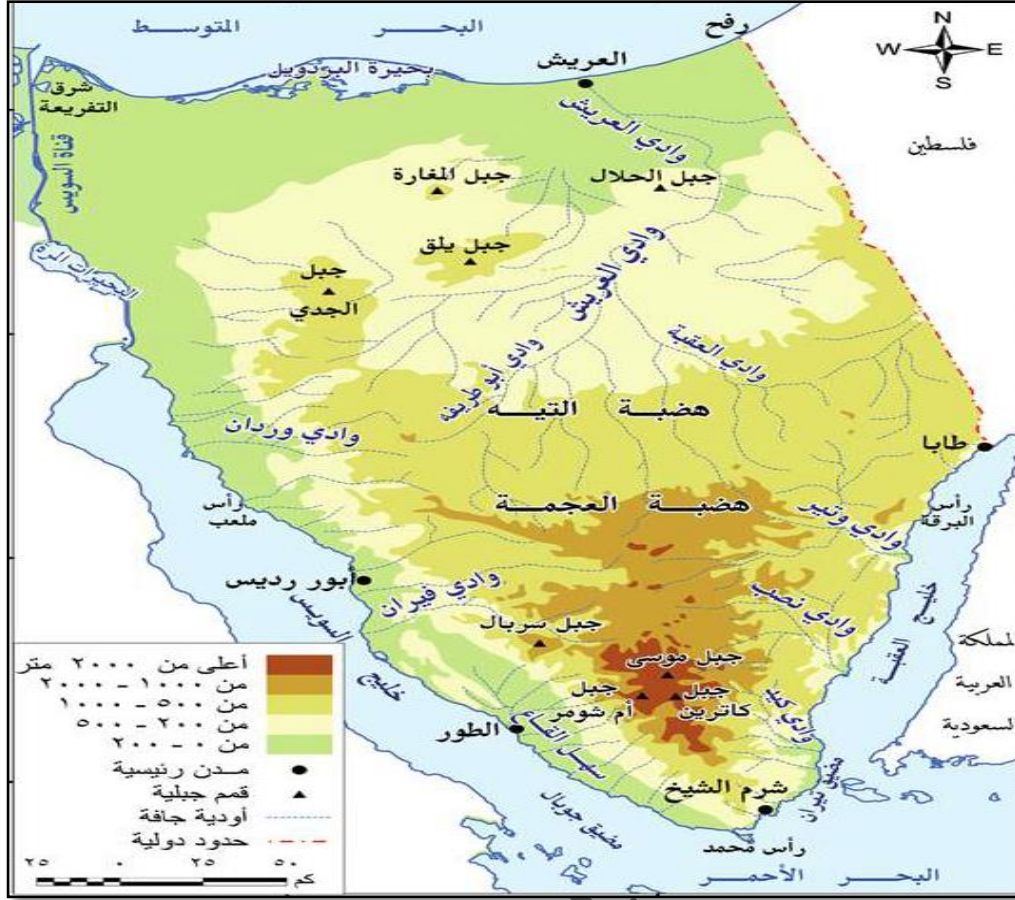 البحر المتوسط
رفح
N
W E
S
العريش
بحيرة البردويل
شرق
التفريعة
وادي العريش
فلسطين
قناة السويس
جبل المغارة
جبل الحلال
وادي العريش
جبل يلق
جبل
الجدي
البحيرات المرة
وادي العقبة
وادي أبو طريفة
هضبة التيه
وادي وردان
طابا
هضبة العجمة
رأس
ملعب
وادي وتير
رأس
البرقة
بور رديس
وادي فيران
وادي نصب
خليج العقبة
خليج السويس
جبل سربال
جبل موسى
المملكة
العربية
السعودية
جبل
أم شومر
جبل
كاترين
وادي كيد
الطور
سهل القاع
شرم الشيخ
مضيق تيران
مضيق جوبال
رأس محمد
البحر الأحمر
أعلى من ٢٠٠٠ متر
من ١٠٠٠ - ٢٠٠٠
من ٥٠٠ - ١٠٠٠
من ٢٠٠ - ٥٠٠
من ٠ - ٢٠٠
مدن رئيسية
قمم جبلية
أودية جافة
حدود دولية
٢٥ ٠ ٢٥ ٥٠
كم